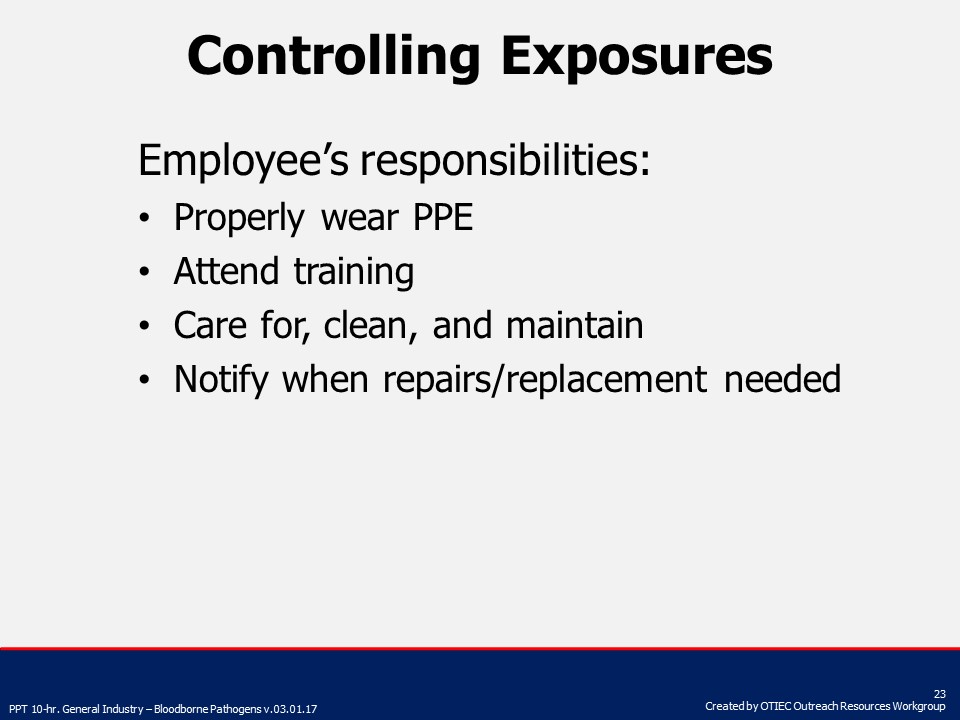 Controlling Exposures
Employee’s responsibilities:
• Properly wear PPE
• Attend training
• Care for, clean, and maintain
• Notify when repairs/replacement needed
23
PPT 10-hr. General Industry – Bloodborne Pathogens v.03.01.17
Created by OTIEC Outreach Resources Workgroup